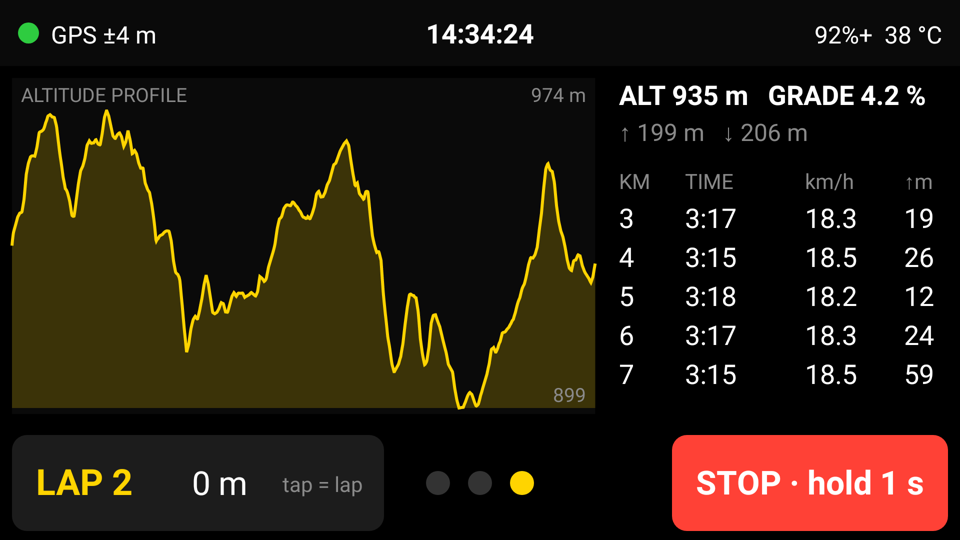 GPS ±4 m 14:34:24 92%+ 38 °C
ALTITUDE PROFILE 974 m
899
ALT 935 m GRADE 4.2 %
↑ 199 m ↓ 206 m
KM TIME km/h ↑m
3 3:17 18.3 19
4 3:15 18.5 26
5 3:18 18.2 12
6 3:17 18.3 24
7 3:15 18.5 59
LAP 2 0 m tap = lap
STOP · hold 1 s